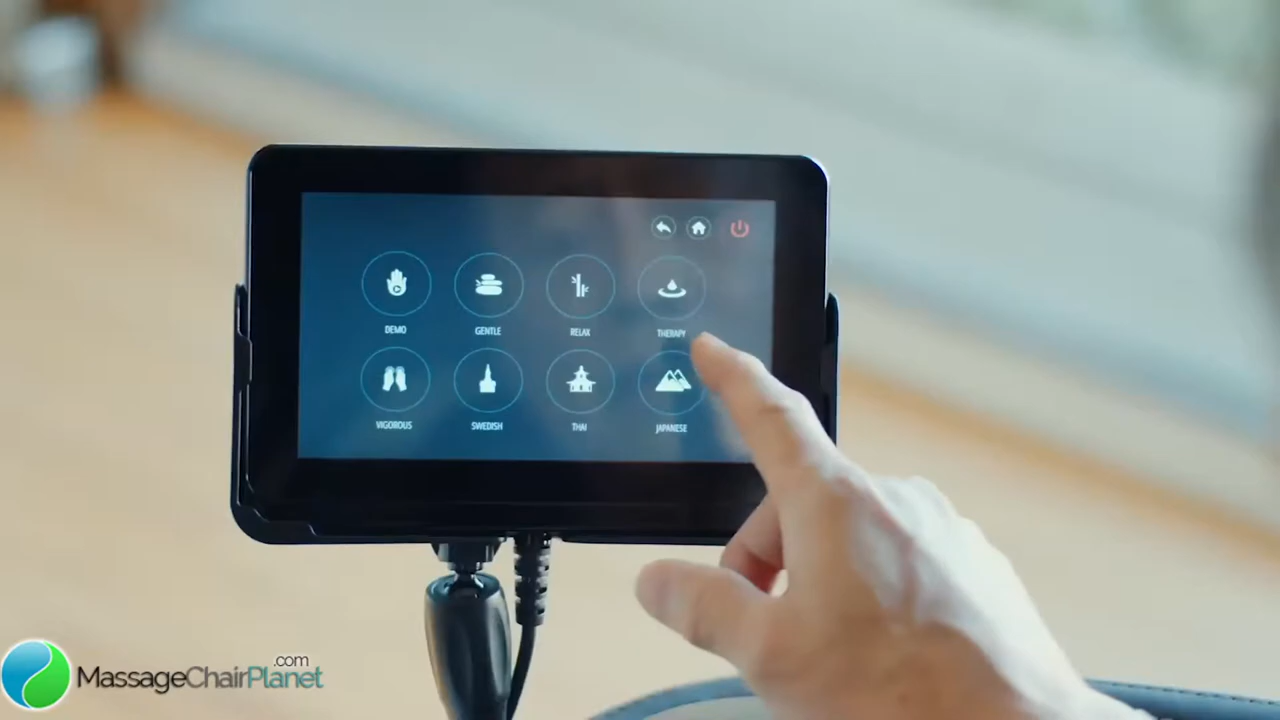 DEMO GENTLE RELAX THERAPY
VIGOROUS SWEDISH THAI JAPANESE
MassageChairPlanet.com